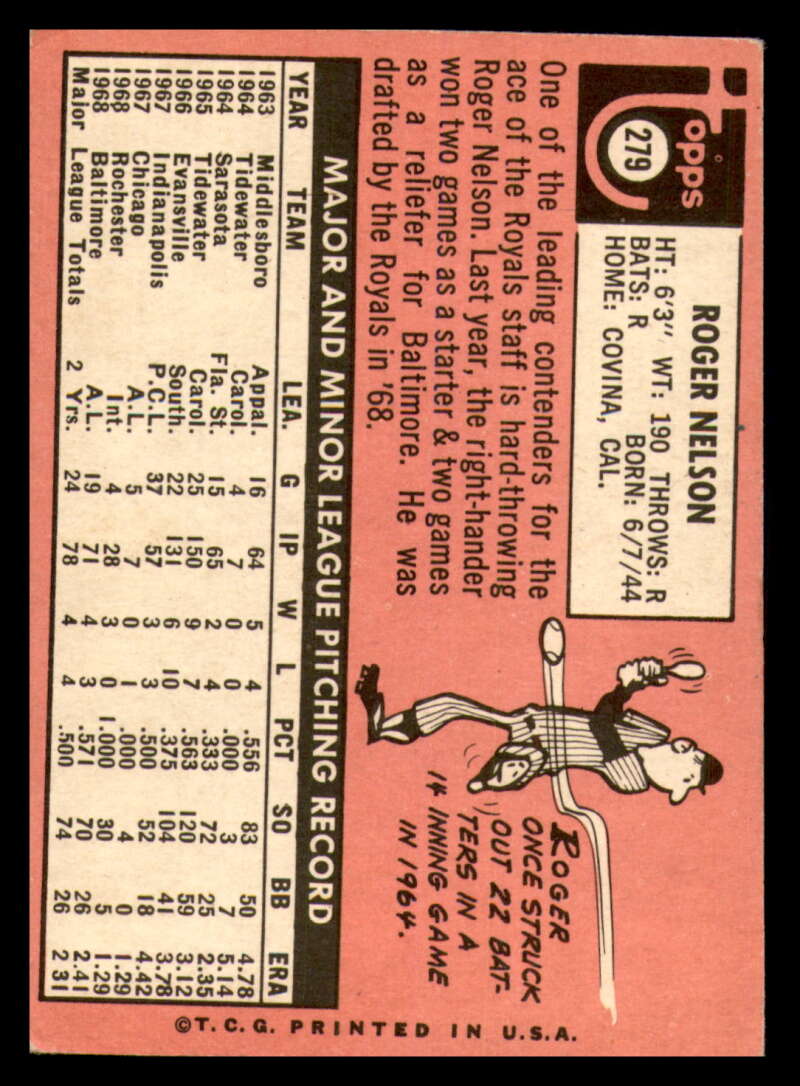 Topps
279
ROGER NELSON
HT: 6'3" WT: 190 THROWS: R
BATS: R BORN: 6/7/44
HOME: COVINA, CAL.
One of the leading contenders for the
ace of the Royals staff is hard-throwing
Roger Nelson. Last year, the right-hander
won two games as a starter & two games
as a reliefer for Baltimore. He was
drafted by the Royals in '68.
ROGER
ONCE STRUCK
OUT 22 BAT-
TERS IN A
14 INNING GAME
IN 1964.
MAJOR AND MINOR LEAGUE PITCHING RECORD
YEAR TEAM LEA. G IP W L PCT SO BB ERA
1963 Middlesboro Appal. 16 64 5 4 .556 83 50 4.78
1964 Tidewater Carol. 4 7 0 0 .000 3 7 5.14
1964 Sarasota Fla. St. 15 65 2 4 .333 72 25 2.35
1965 Tidewater Carol. 25 150 9 7 .563 120 59 3.12
1966 Evansville South. 22 131 6 10 .375 104 41 3.78
1967 Indianapolis P.C.L. 37 57 3 3 .500 52 18 4.42
1967 Chicago A.L. 5 7 0 1 .000 4 0 1.29
1968 Rochester Int. 4 28 3 0 1.000 30 5 1.29
1968 Baltimore A.L. 19 71 4 3 .571 70 26 2.41
Major League Totals 2 Yrs. 24 78 4 4 .500 74 26 2.31
©T.C.G. PRINTED IN U.S.A.